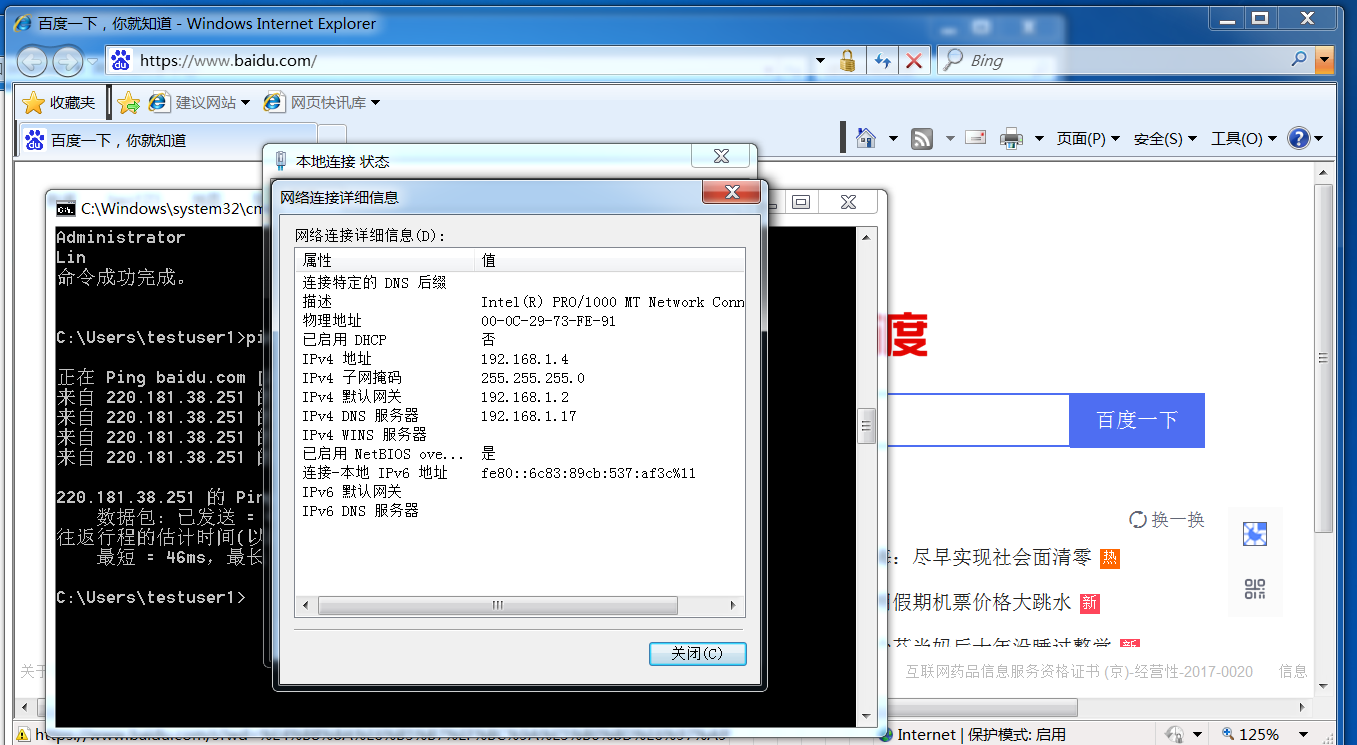 百度一下，你就知道 - Windows Internet Explorer
https://www.baidu.com/
Bing
收藏夹 建议网站 网页快讯库
百度一下，你就知道
页面(P) 安全(S) 工具(O)
本地连接 状态
C:\Windows\system32\cm
Administrator
Lin
命令成功完成。
C:\Users\testuser1>pi
正在 Ping baidu.com [
来自 220.181.38.251 的
来自 220.181.38.251 的
来自 220.181.38.251 的
来自 220.181.38.251 的
220.181.38.251 的 Pin
数据包: 已发送 =
往返行程的估计时间(以
最短 = 46ms，最长
C:\Users\testuser1>
网络连接详细信息
网络连接详细信息(D):
属性 值
连接特定的 DNS 后缀
描述 Intel(R) PRO/1000 MT Network Conn
物理地址 00-0C-29-73-FE-91
已启用 DHCP 否
IPv4 地址 192.168.1.4
IPv4 子网掩码 255.255.255.0
IPv4 默认网关 192.168.1.2
IPv4 DNS 服务器 192.168.1.17
IPv4 WINS 服务器
已启用 NetBIOS ove... 是
连接-本地 IPv6 地址 fe80::6c83:89cb:537:af3c%11
IPv6 默认网关
IPv6 DNS 服务器
关闭(C)
度
百度一下
换一换
：尽早实现社会面清零 热
假期机票价格大跳水 新
新
关于
互联网药品信息服务资格证书 (京)-经营性-2017-0020 信息
Internet | 保护模式: 启用
125%